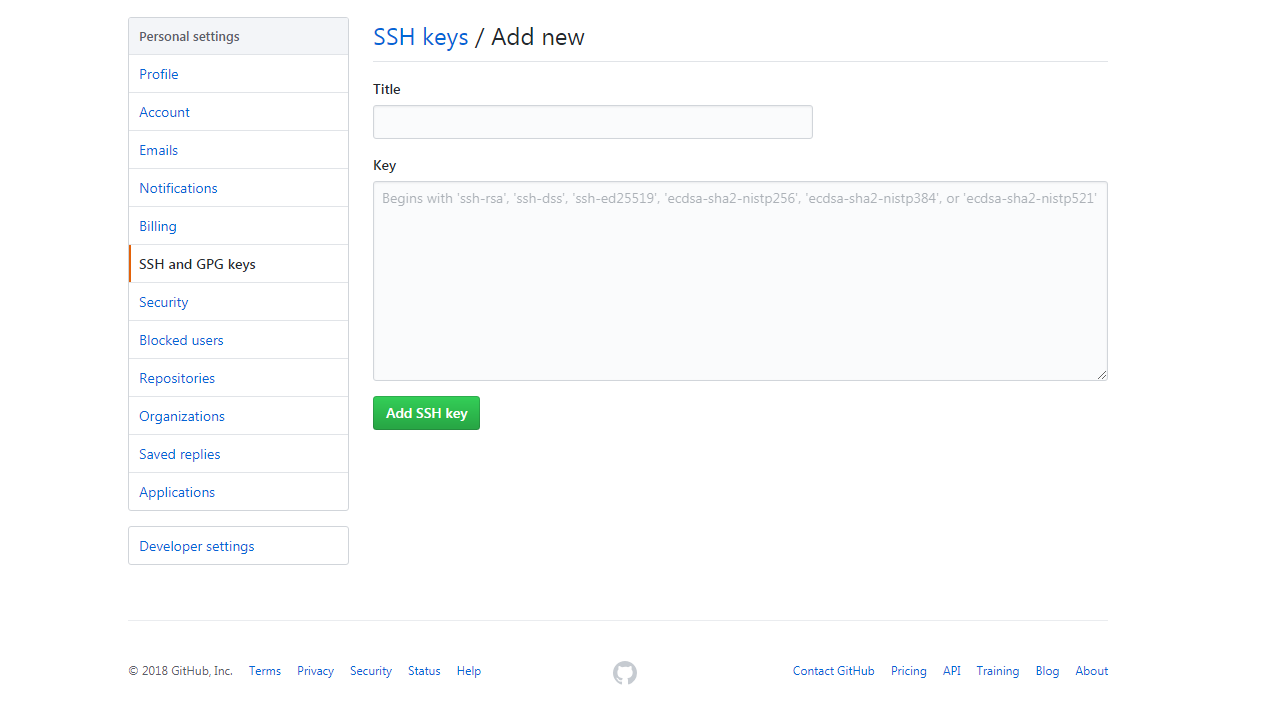 Personal settings
Profile
Account
Emails
Notifications
Billing
SSH and GPG keys
Security
Blocked users
Repositories
Organizations
Saved replies
Applications
Developer settings
SSH keys / Add new
Title
Key
Begins with 'ssh-rsa', 'ssh-dss', 'ssh-ed25519', 'ecdsa-sha2-nistp256', 'ecdsa-sha2-nistp384', or 'ecdsa-sha2-nistp521'
Add SSH key
© 2018 GitHub, Inc. Terms Privacy Security Status Help Contact GitHub Pricing API Training Blog About